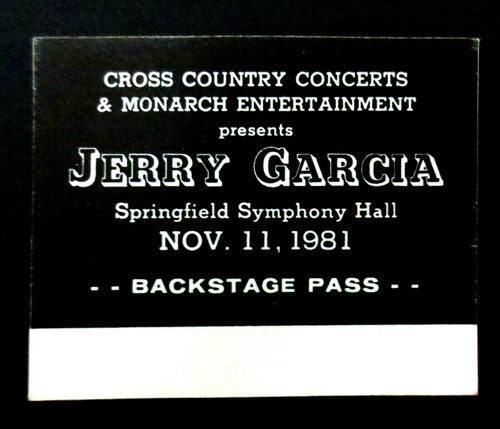 CROSS COUNTRY CONCERTS
& MONARCH ENTERTAINMENT
presents
JERRY GARCIA
Springfield Symphony Hall
NOV. 11, 1981
- - BACKSTAGE PASS - -